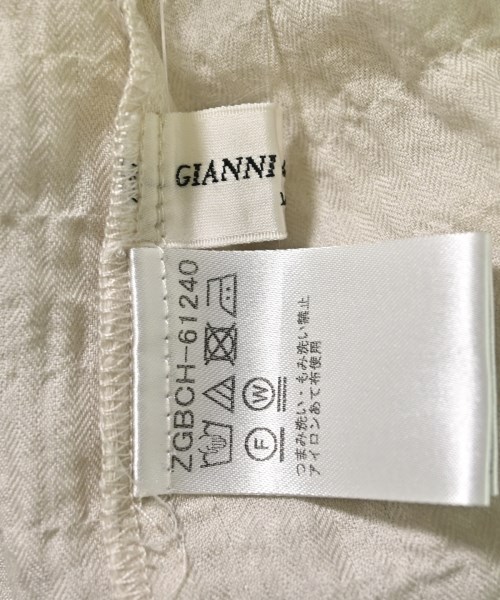 GIANNI
ZGBCH-61240
W
F
つまみ洗い・もみ洗い禁止
アイロンあて布使用